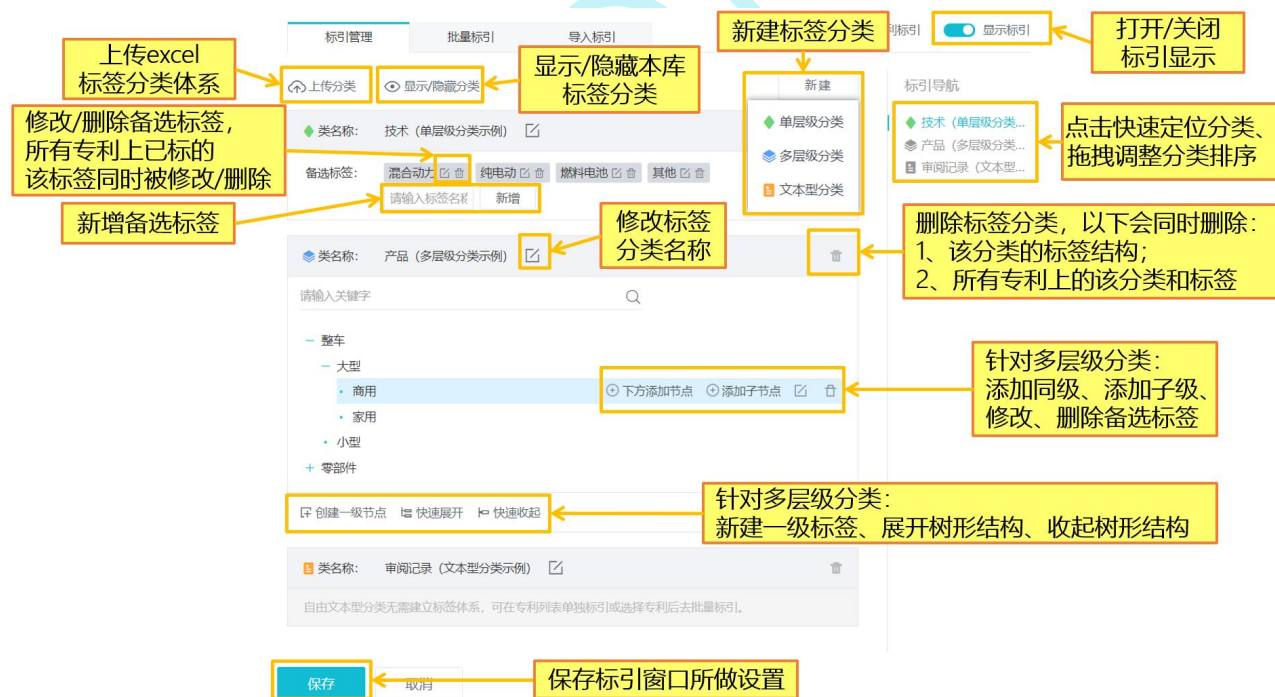 标引管理
批量标引
导入标引
新建标签分类
利标引
显示标引
打开/关闭
标引显示
上传excel
标签分类体系
上传分类
显示/隐藏分类
显示/隐藏本库
标签分类
新建
标引导航
修改/删除备选标签，
所有专利上已标的
该标签同时被修改/删除
类名称：
技术（单层级分类示例）
单层级分类
多层级分类
文本型分类
技术（单层级分类...
产品（多层级分类...
审阅记录（文本型...
点击快速定位分类、
拖拽调整分类排序
备选标签：
混合动力
纯电动
燃料电池
其他
请输入标签名称
新增
新增备选标签
修改标签
分类名称
删除标签分类，以下会同时删除：
1、该分类的标签结构；
2、所有专利上的该分类和标签
类名称：
产品（多层级分类示例）
请输入关键字
整车
大型
商用
下方添加节点
添加子节点
家用
小型
零部件
针对多层级分类：
添加同级、添加子级、
修改、删除备选标签
创建一级节点
快速展开
快速收起
针对多层级分类：
新建一级标签、展开树形结构、收起树形结构
类名称：
审阅记录（文本型分类示例）
自由文本型分类无需建立标签体系，可在专利列表单独标引或选择专利后去批量标引。
保存
取消
保存标引窗口所做设置